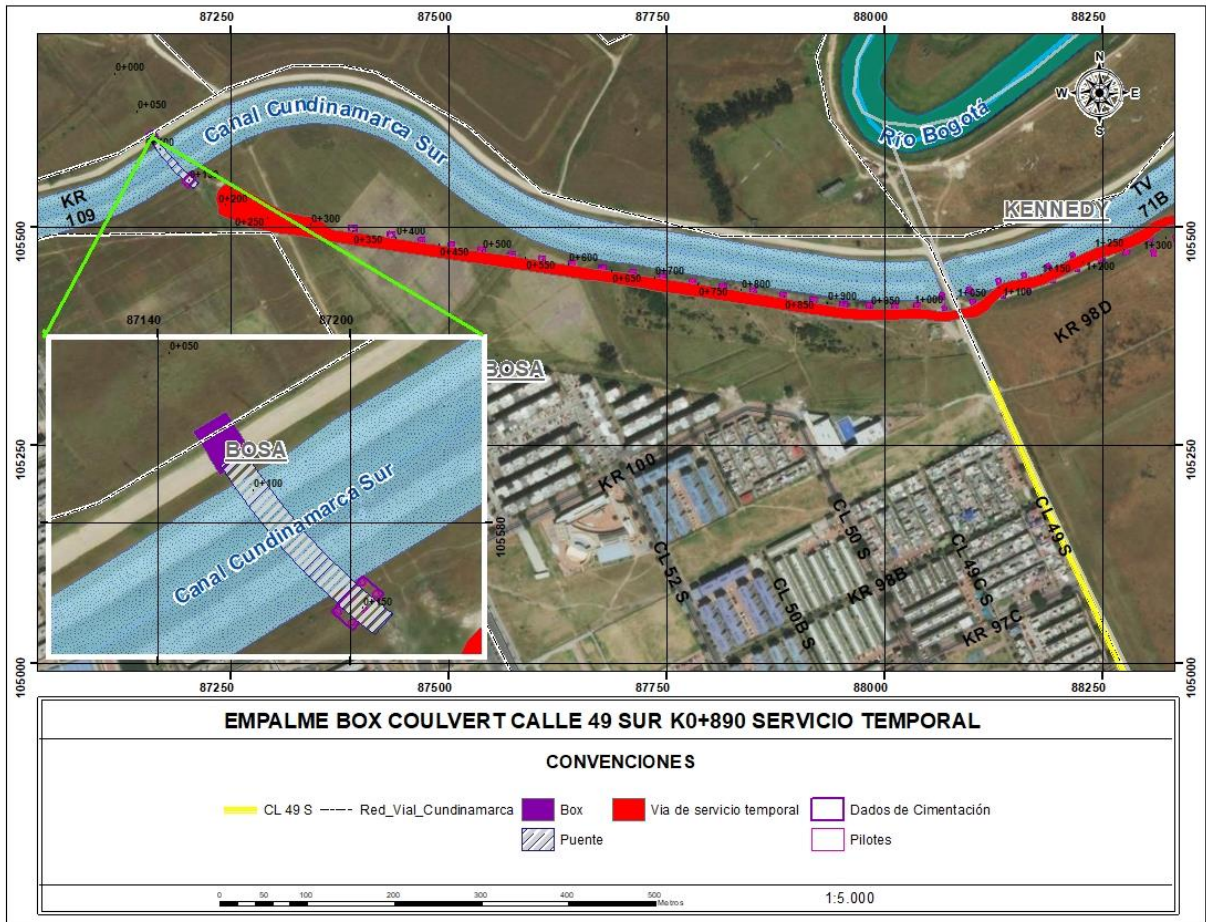 87250
87500
87750
88000
88250
0+000
0+050
Canal Cundinamarca Sur
Río Bogotá
N
W
E
S
KR
109
0+200
0+250
0+300
0+350
0+400
0+450
0+500
0+550
0+600
0+650
0+700
0+750
0+800
0+850
0+900
0+950
1+000
1+050
1+100
1+150
1+200
1+250
1+300
KENNEDY
TV
71B
KR 98D
105500
105500
87140
87200
0+050
BOSA
0+100
Canal Cundinamarca Sur
0+150
105580
BOSA
105250
105250
KR 100
CL 52 S
CL 50 S
CL 50B S
KR 98B
CL 49C S
KR 97C
CL 49 S
105000
105000
87250
87500
87750
88000
88250
EMPALME BOX COULVERT CALLE 49 SUR K0+890 SERVICIO TEMPORAL
CONVENCIONES
CL 49 S
Red_Vial_Cundinamarca
Box
Via de servicio temporal
Dados de Cimentación
Puente
Pilotes
0 50 100 200 300 400 500
Metros
1:5.000